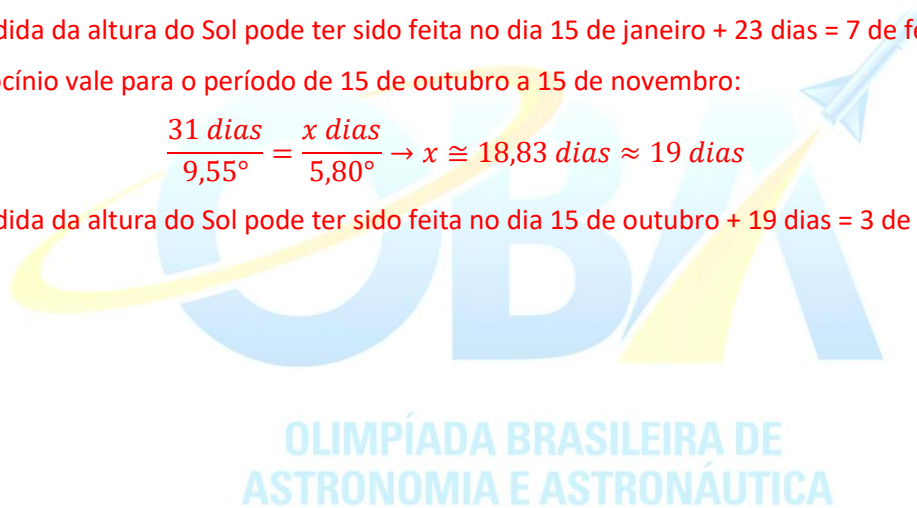 dida da altura do Sol pode ter sido feita no dia 15 de janeiro + 23 dias = 7 de fe
ocínio vale para o período de 15 de outubro a 15 de novembro:
31 dias / 9,55° = x dias / 5,80° → x ≅ 18,83 dias ≈ 19 dias
dida da altura do Sol pode ter sido feita no dia 15 de outubro + 19 dias = 3 de
OBA
OLIMPÍADA BRASILEIRA DE
ASTRONOMIA E ASTRONÁUTICA